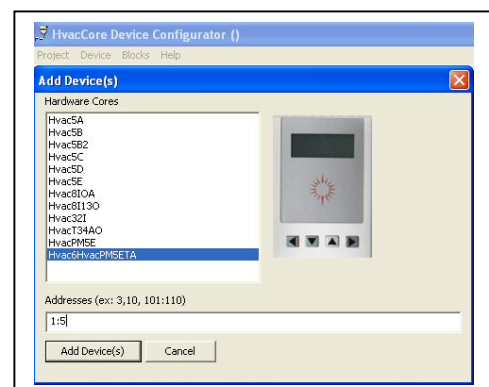 HvacCore Device Configurator ()
Project Device Blocks Help
Add Device(s)
Hardware Cores
Hvac5A
Hvac5B
Hvac5B2
Hvac5C
Hvac5D
Hvac5E
Hvac8IOA
Hvac8I13O
Hvac32I
HvacT34AO
HvacPM5E
Hvac6HvacPM5ETA
Addresses (ex: 3,10, 101:110)
1:5
Add Device(s) Cancel